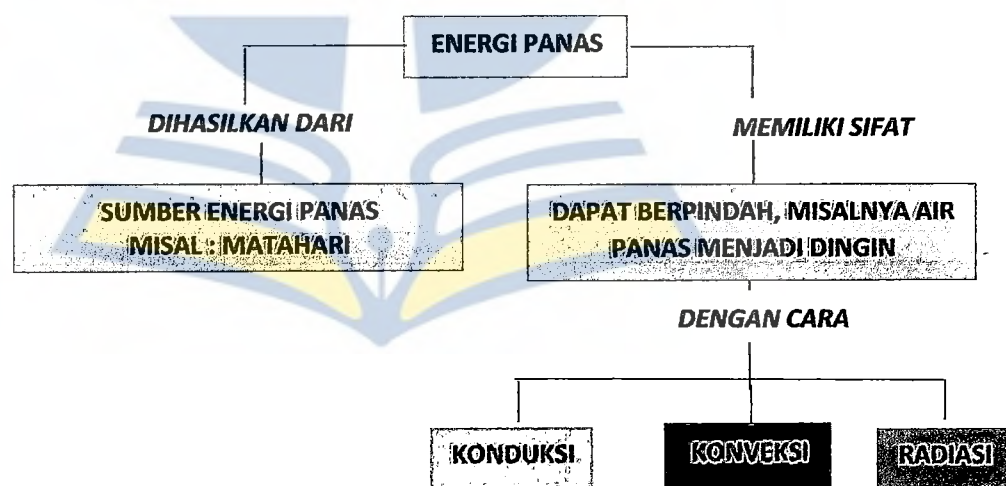 ENERGI PANAS
DIHASILKAN DARI
MEMILIKI SIFAT
SUMBER ENERGI PANAS
MISAL : MATAHARI
DAPAT BERPINDAH, MISALNYA AIR
PANAS MENJADI DINGIN
DENGAN CARA
KONDUKSI
KONVEKSI
RADIASI